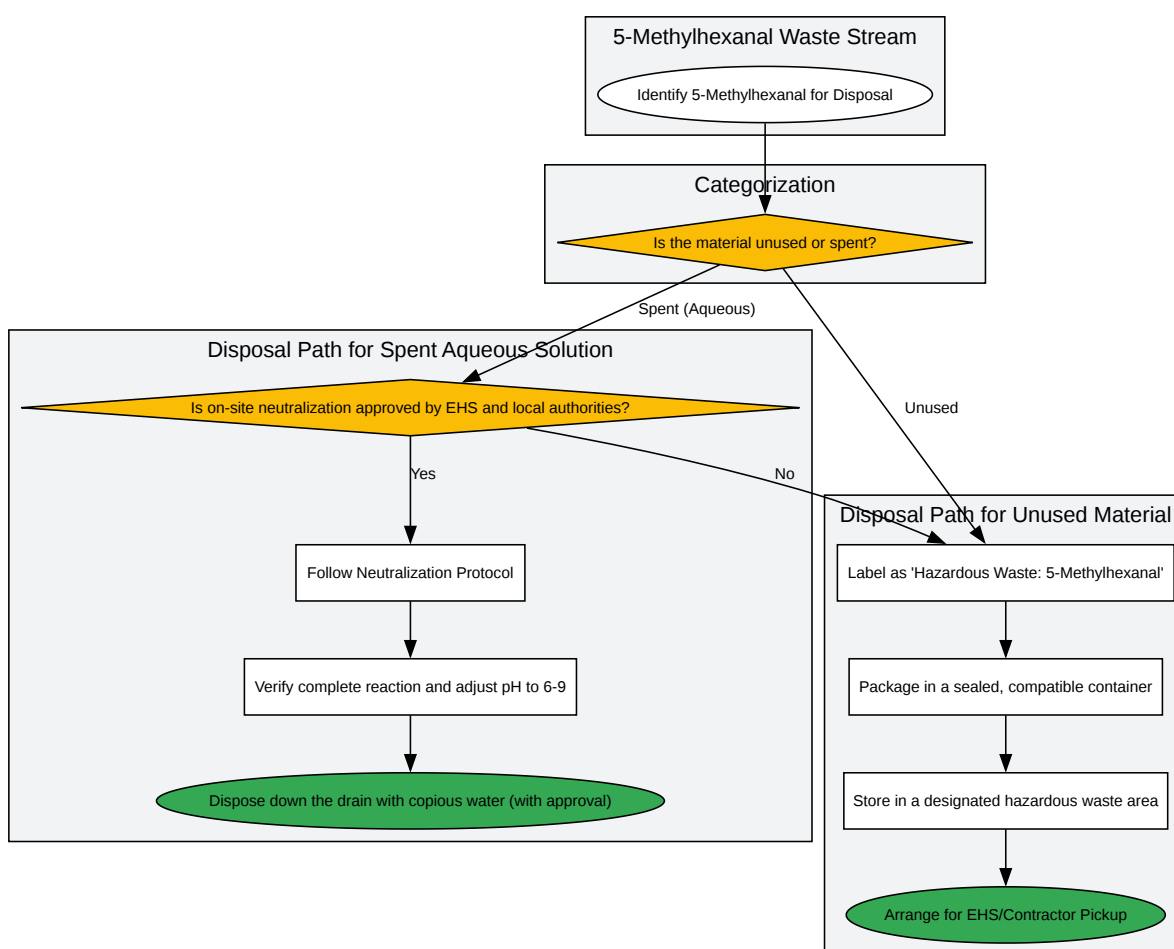 5-Methylhexanal Waste Stream
Identify 5-Methylhexanal for Disposal
Categorization
Is the material unused or spent?
Spent (Aqueous)
Disposal Path for Spent Aqueous Solution
Is on-site neutralization approved by EHS and local authorities?
Unused
Yes
No
Disposal Path for Unused Material
Follow Neutralization Protocol
Label as 'Hazardous Waste: 5-Methylhexanal'
Verify complete reaction and adjust pH to 6-9
Package in a sealed, compatible container
Dispose down the drain with copious water (with approval)
Store in a designated hazardous waste area
Arrange for EHS/Contractor Pickup